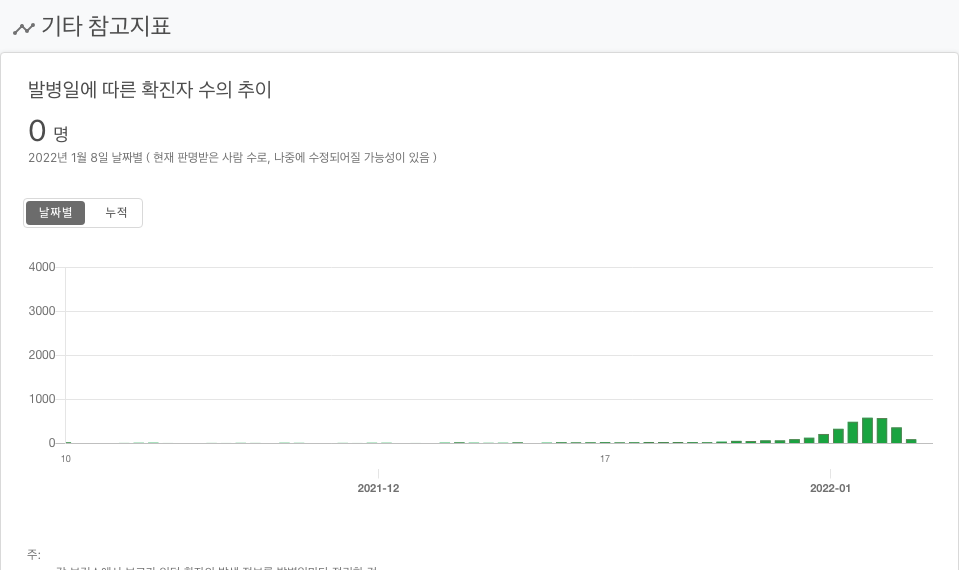 기타 참고지표
발병일에 따른 확진자 수의 추이
0 명
2022년 1월 8일 날짜별 ( 현재 판명받은 사람 수로, 나중에 수정되어질 가능성이 있음 )
날짜별 누적
4000
3000
2000
1000
0
10 17
2021-12 2022-01
주: